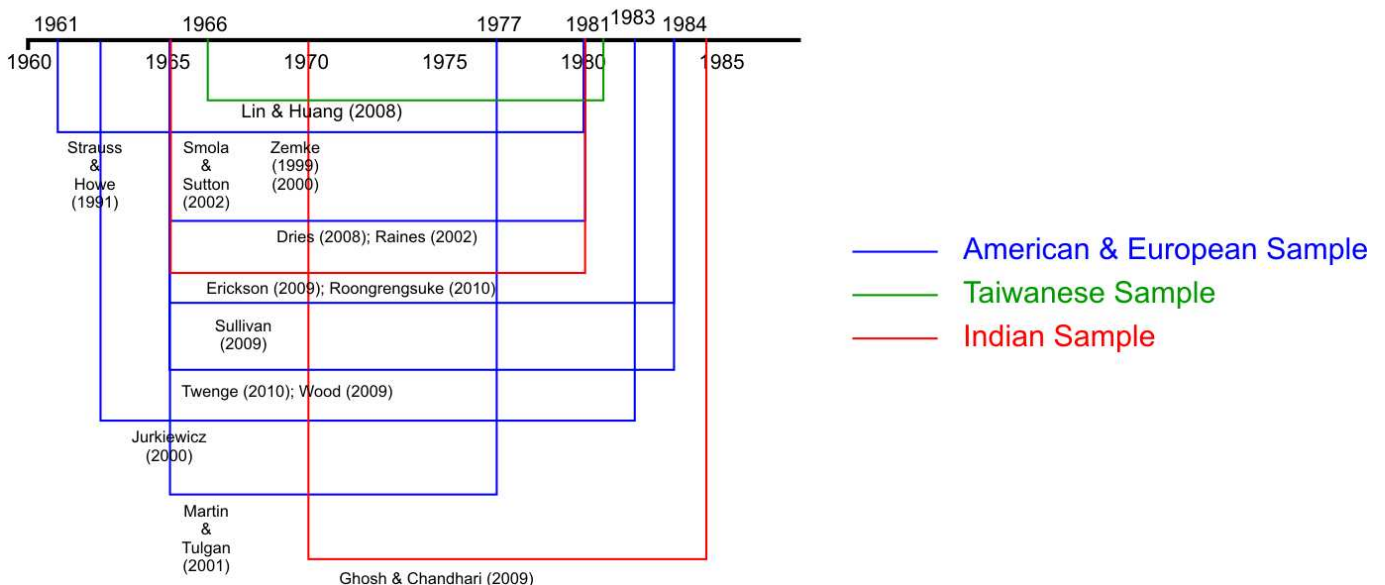 1961 1966 1977 1981 1983 1984
1960 1965 1970 1975 1980 1985
Lin & Huang (2008)
Strauss
&
Howe
(1991)
Smola
&
Sutton
(2002)
Zemke
(1999)
(2000)
Dries (2008); Raines (2002)
Erickson (2009); Roongrengsuke (2010)
Sullivan
(2009)
Twenge (2010); Wood (2009)
Jurkiewicz
(2000)
Martin
&
Tulgan
(2001)
Ghosh & Chandhari (2009)
American & European Sample
Taiwanese Sample
Indian Sample